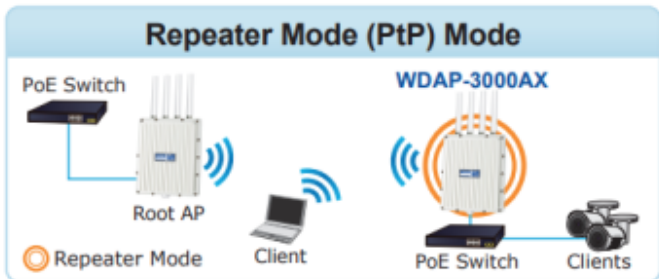 Repeater Mode (PtP) Mode
PoE Switch
WDAP-3000AX
Root AP
Client
Repeater Mode
PoE Switch
Clients